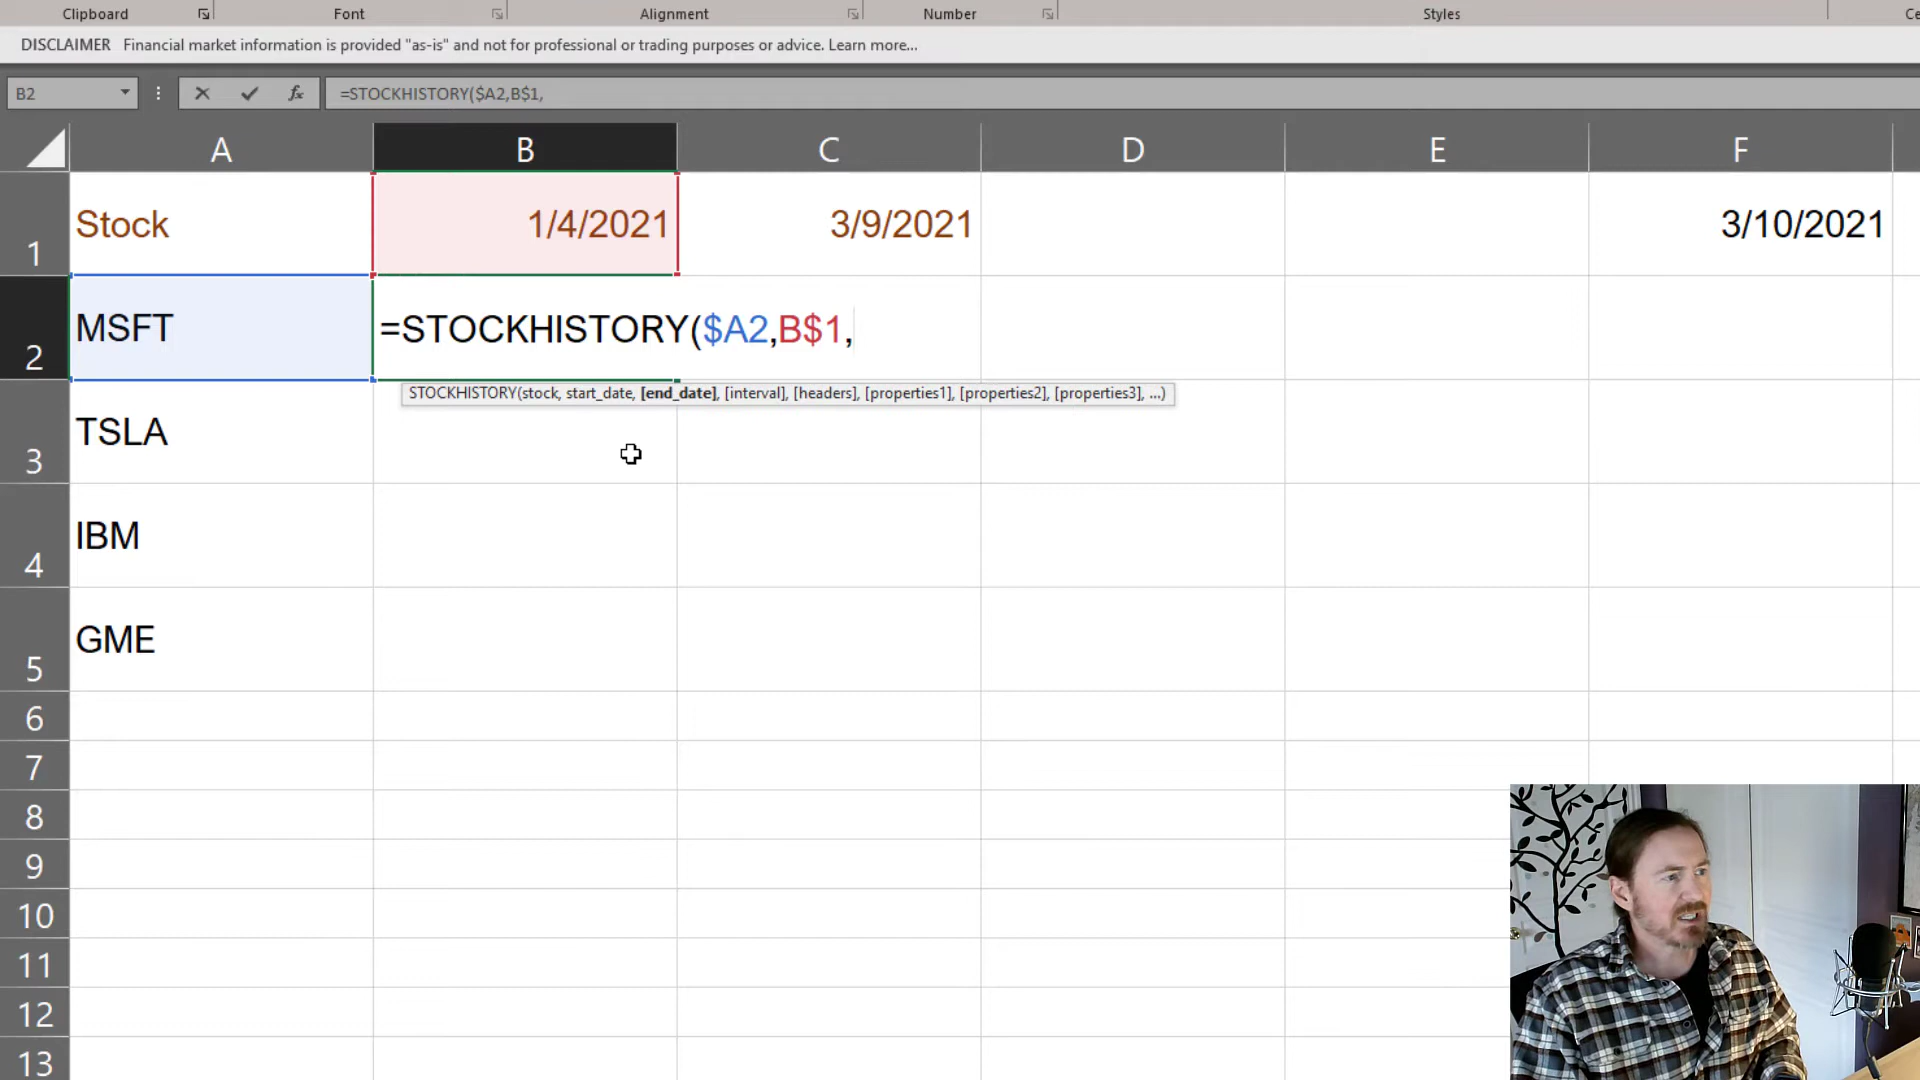 Clipboard Font Alignment Number Styles Ce
DISCLAIMER Financial market information is provided "as-is" and not for professional or trading purposes or advice. Learn more...
B2 fx =STOCKHISTORY($A2,B$1,
A B C D E F
1 Stock 1/4/2021 3/9/2021 3/10/2021
2 MSFT =STOCKHISTORY($A2,B$1,
STOCKHISTORY(stock, start_date, [end_date], [interval], [headers], [properties1], [properties2], [properties3], ...)
3 TSLA
4 IBM
5 GME
6
7
8
9
10
11
12
13